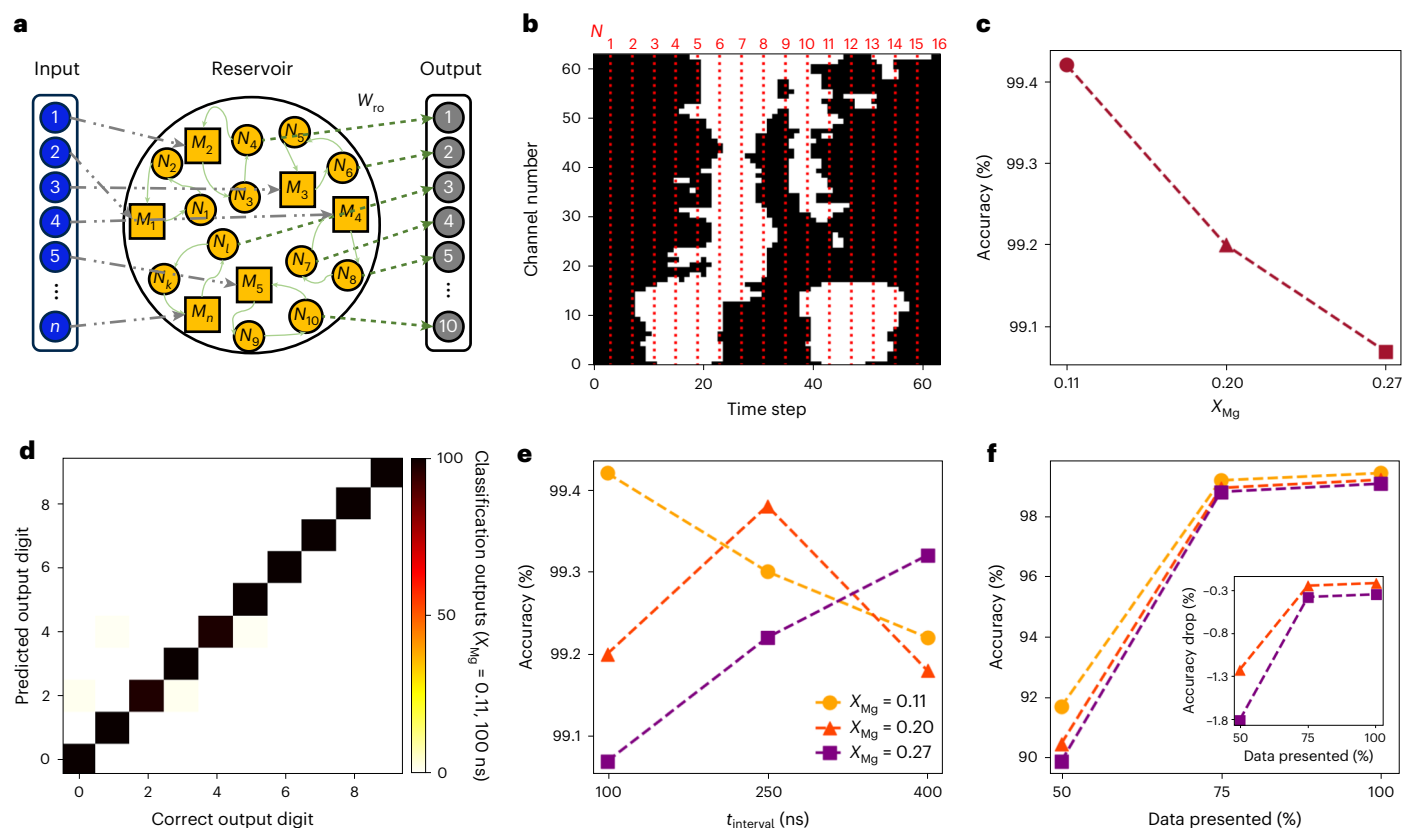 a
Input
Reservoir
Output
W_ro
1
2
3
4
5
⋮
n
M_2
N_4
N_5
N_2
N_6
N_3
M_3
N_1
M_1
M_4
N_l
N_7
N_8
N_k
M_5
M_n
N_10
N_9
1
2
3
4
5
⋮
10
b
N
1 2 3 4 5 6 7 8 9 10 11 12 13 14 15 16
Channel number
60
50
40
30
20
10
0
0 20 40 60
Time step
c
Accuracy (%)
99.4
99.3
99.2
99.1
0.11 0.20 0.27
X_Mg
d
Predicted output digit
8
6
4
2
0
0 2 4 6 8
Correct output digit
100
50
0
Classification outputs (X_Mg = 0.11, 100 ns)
e
Accuracy (%)
99.4
99.3
99.2
99.1
X_Mg = 0.11
X_Mg = 0.20
X_Mg = 0.27
100 250 400
t_interval (ns)
f
Accuracy (%)
98
96
94
92
90
Accuracy drop (%)
–0.3
–0.8
–1.3
–1.8
50 75 100
Data presented (%)
50 75 100
Data presented (%)